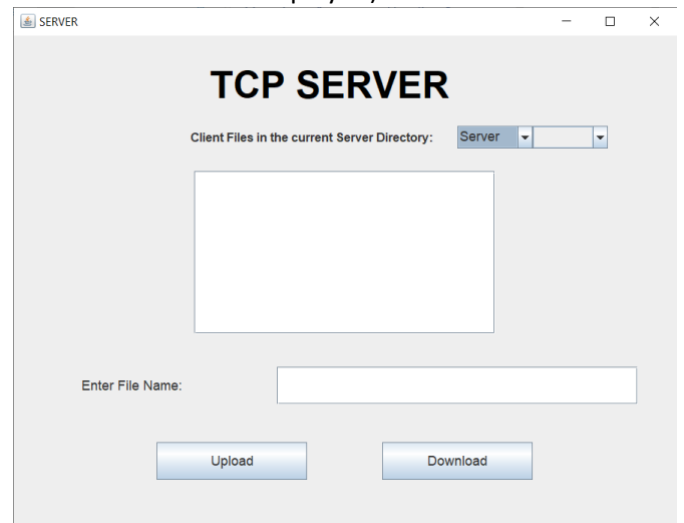 SERVER
TCP SERVER
Client Files in the current Server Directory: Server
Enter File Name:
Upload Download